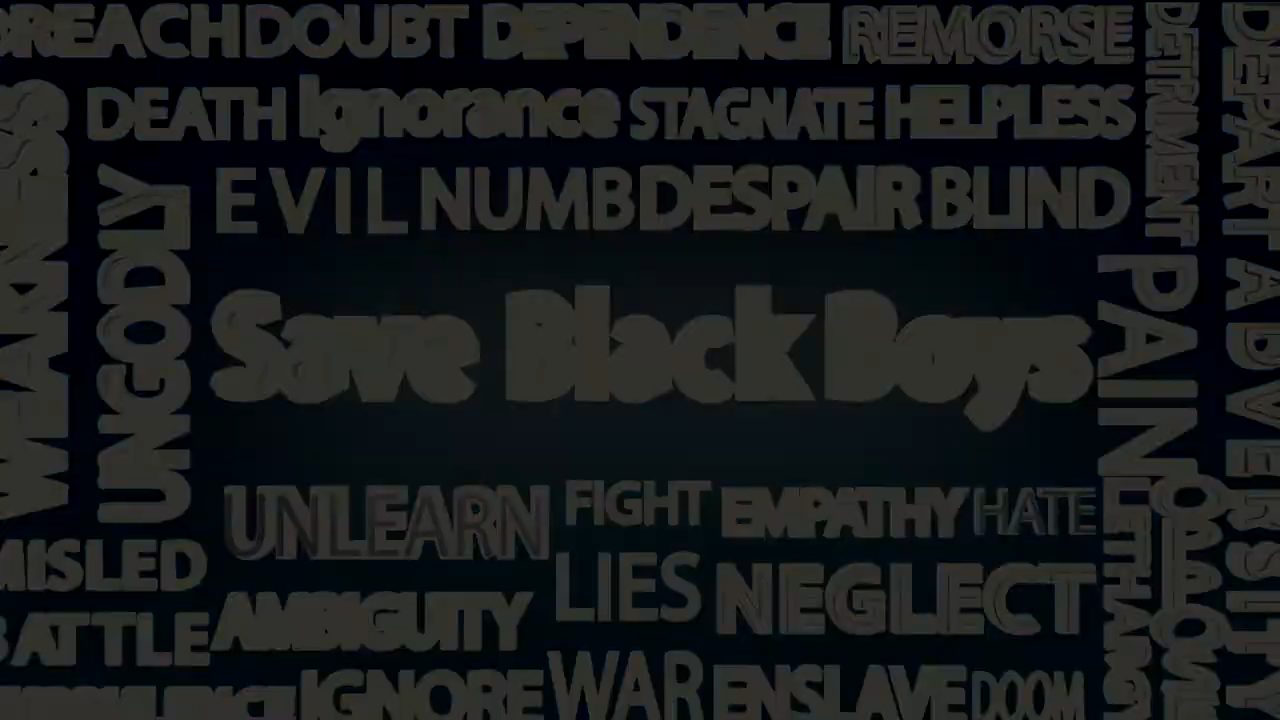 BREACH DOUBT DEPENDENCE REMORSE
DEATH Ignorance STAGNATE HELPLESS
EVIL NUMB DESPAIR BLIND
WEAKNESS
UNGODLY
Save Black Boys
DETRIMENT
PAIN
DEPART
ADVERSITY
UNLEARN FIGHT EMPATHY HATE
MISLED
LIES NEGLECT
BATTLE AMBIGUITY
IGNORE WAR ENSLAVE DOOM